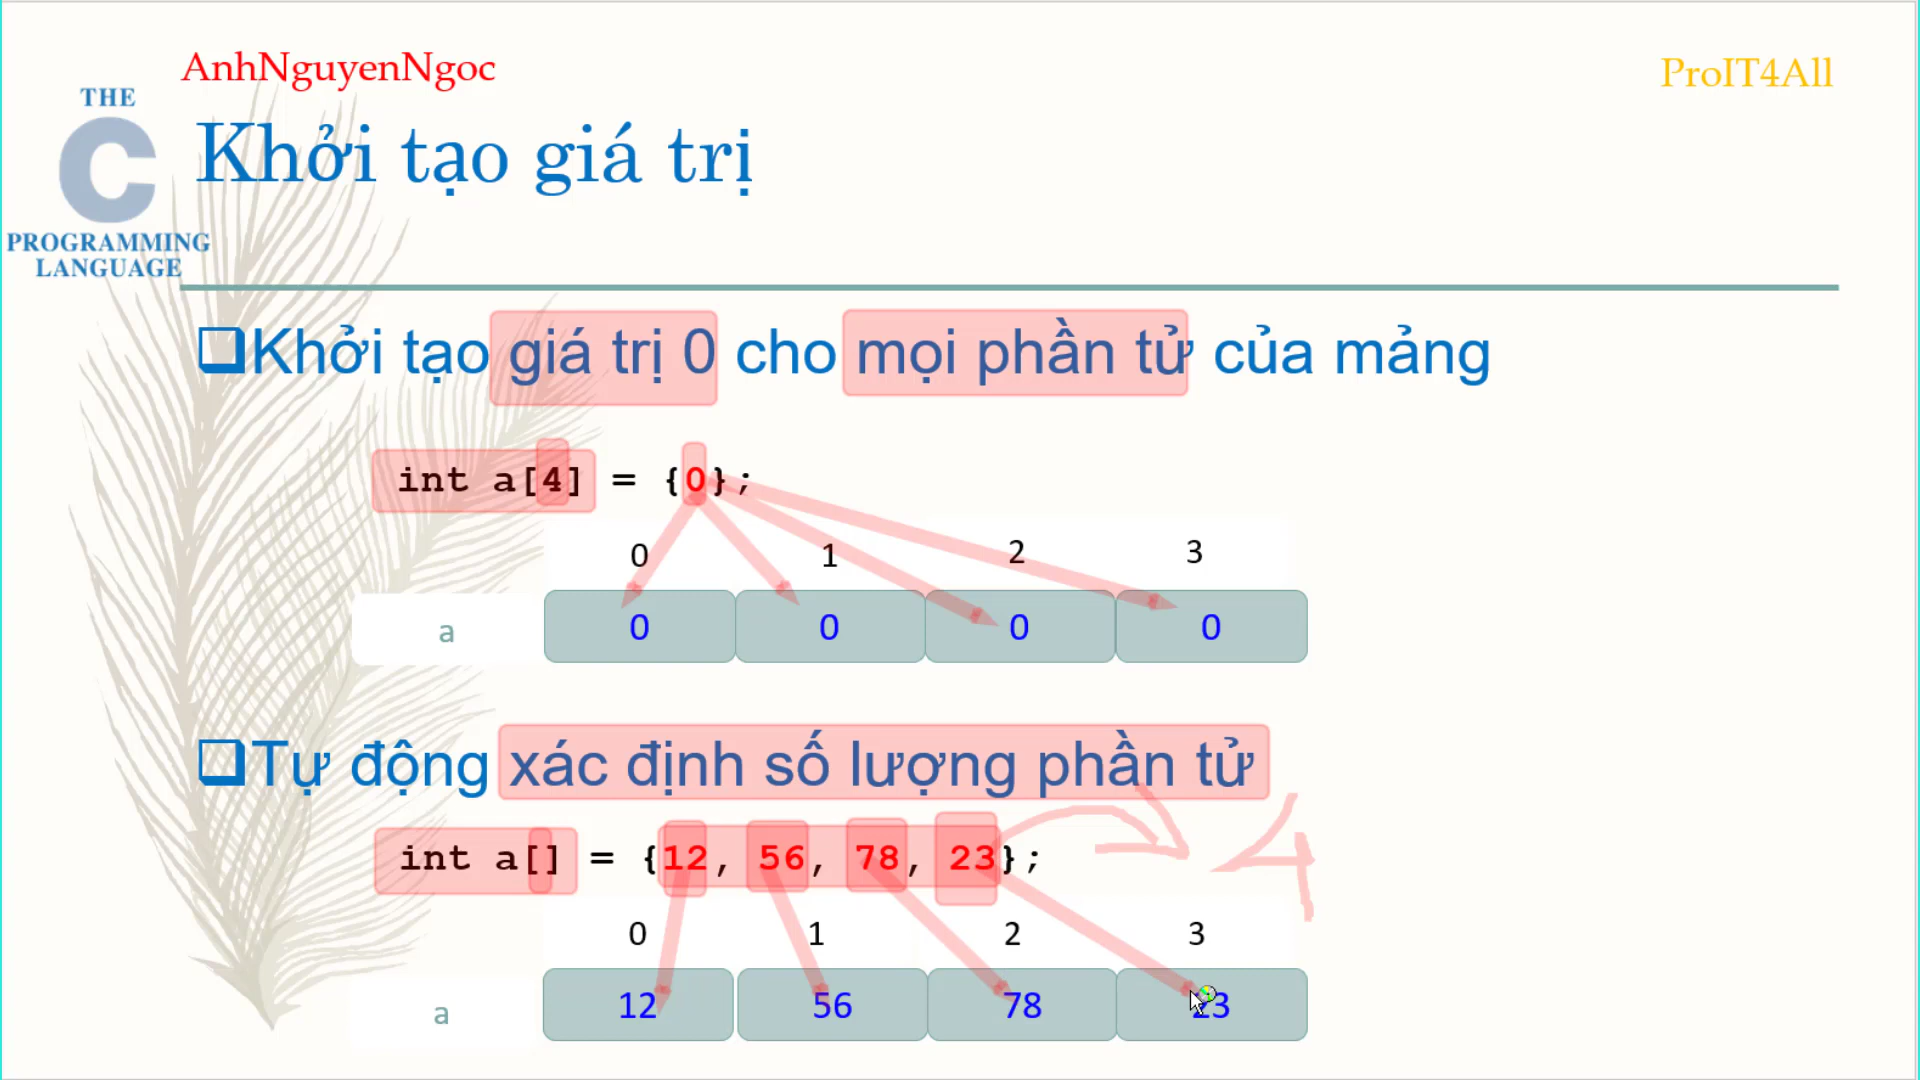 AnhNguyenNgoc
ProIT4All
THE
C
PROGRAMMING
LANGUAGE
Khởi tạo giá trị
Khởi tạo giá trị 0 cho mọi phần tử của mảng
int a[4] = {0};
0 1 2 3
a 0 0 0 0
Tự động xác định số lượng phần tử
int a[] = {12, 56, 78, 23};
4
0 1 2 3
a 12 56 78 23